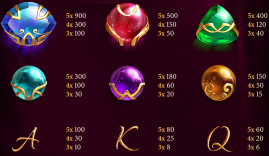 5x 900
4x 300
3x 100
5x 500
4x 150
3x 50
5x 400
4x 120
3x 40
5x 300
4x 100
3x 30
5x 180
4x 60
3x 20
5x 150
4x 50
3x 15
A
5x 100
4x 30
3x 10
K
5x 80
4x 25
3x 8
Q
5x 60
4x 20
3x 6